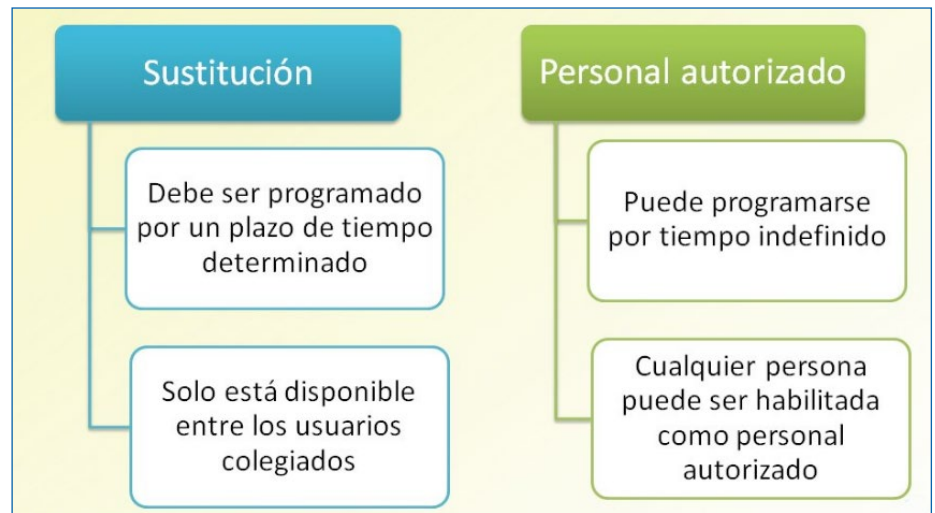 Sustitución
Debe ser programado
por un plazo de tiempo
determinado
Solo está disponible
entre los usuarios
colegiados
Personal autorizado
Puede programarse
por tiempo indefinido
Cualquier persona
puede ser habilitada
como personal
autorizado